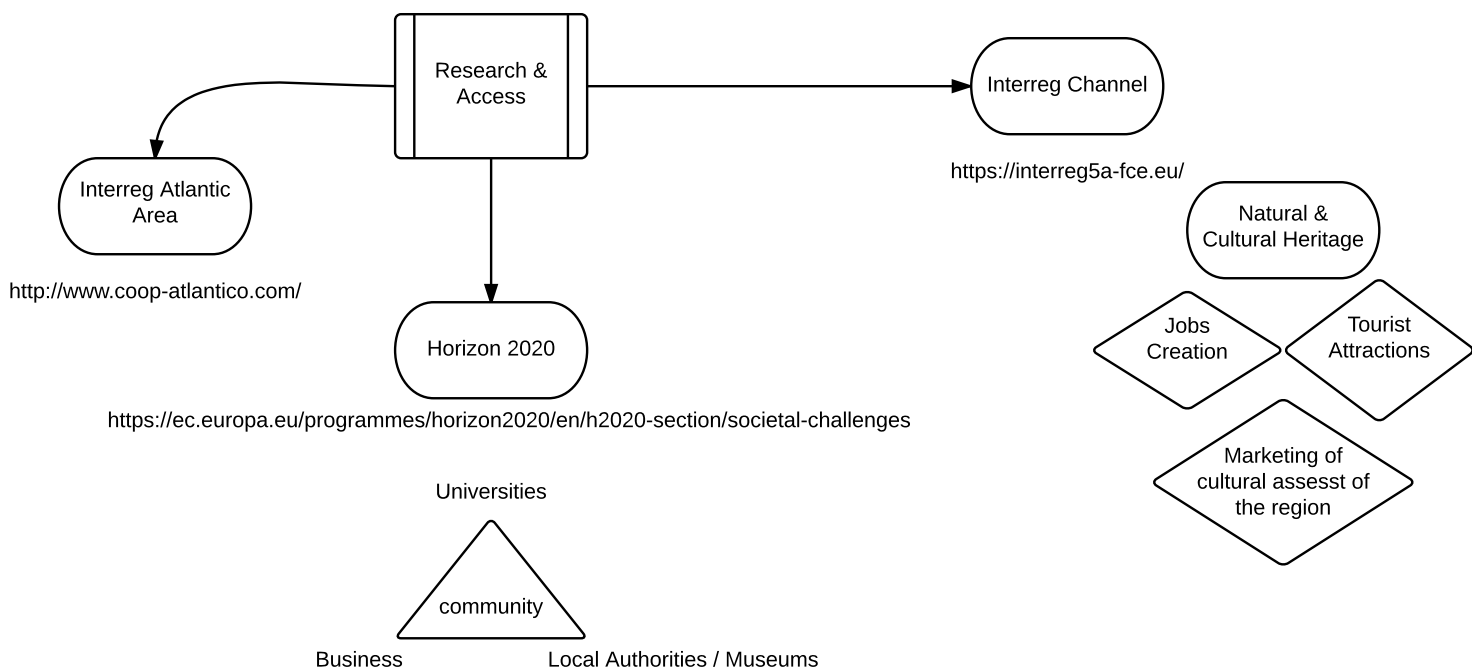 Research &
Access
Interreg Channel
https://interreg5a-fce.eu/
Interreg Atlantic
Area
http://www.coop-atlantico.com/
Natural &
Cultural Heritage
Horizon 2020
https://ec.europa.eu/programmes/horizon2020/en/h2020-section/societal-challenges
Jobs
Creation
Tourist
Attractions
Marketing of
cultural assesst of
the region
Universities
community
Business
Local Authorities / Museums